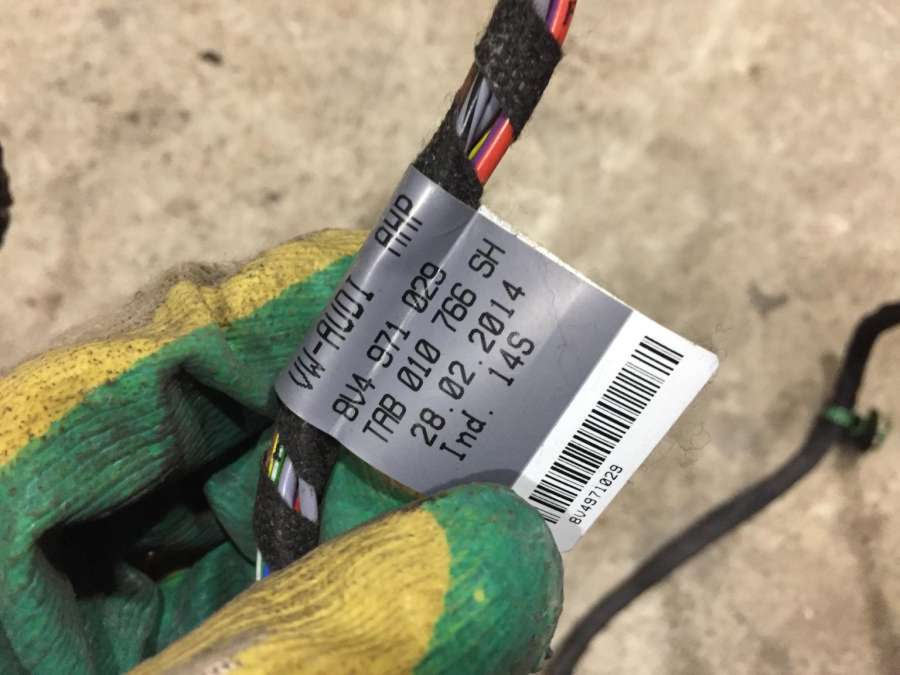 VW-AUDI AHP
8V4 971 029
TAB 010 766 SH
28.02.2014
Ind. 14S
8V4971029